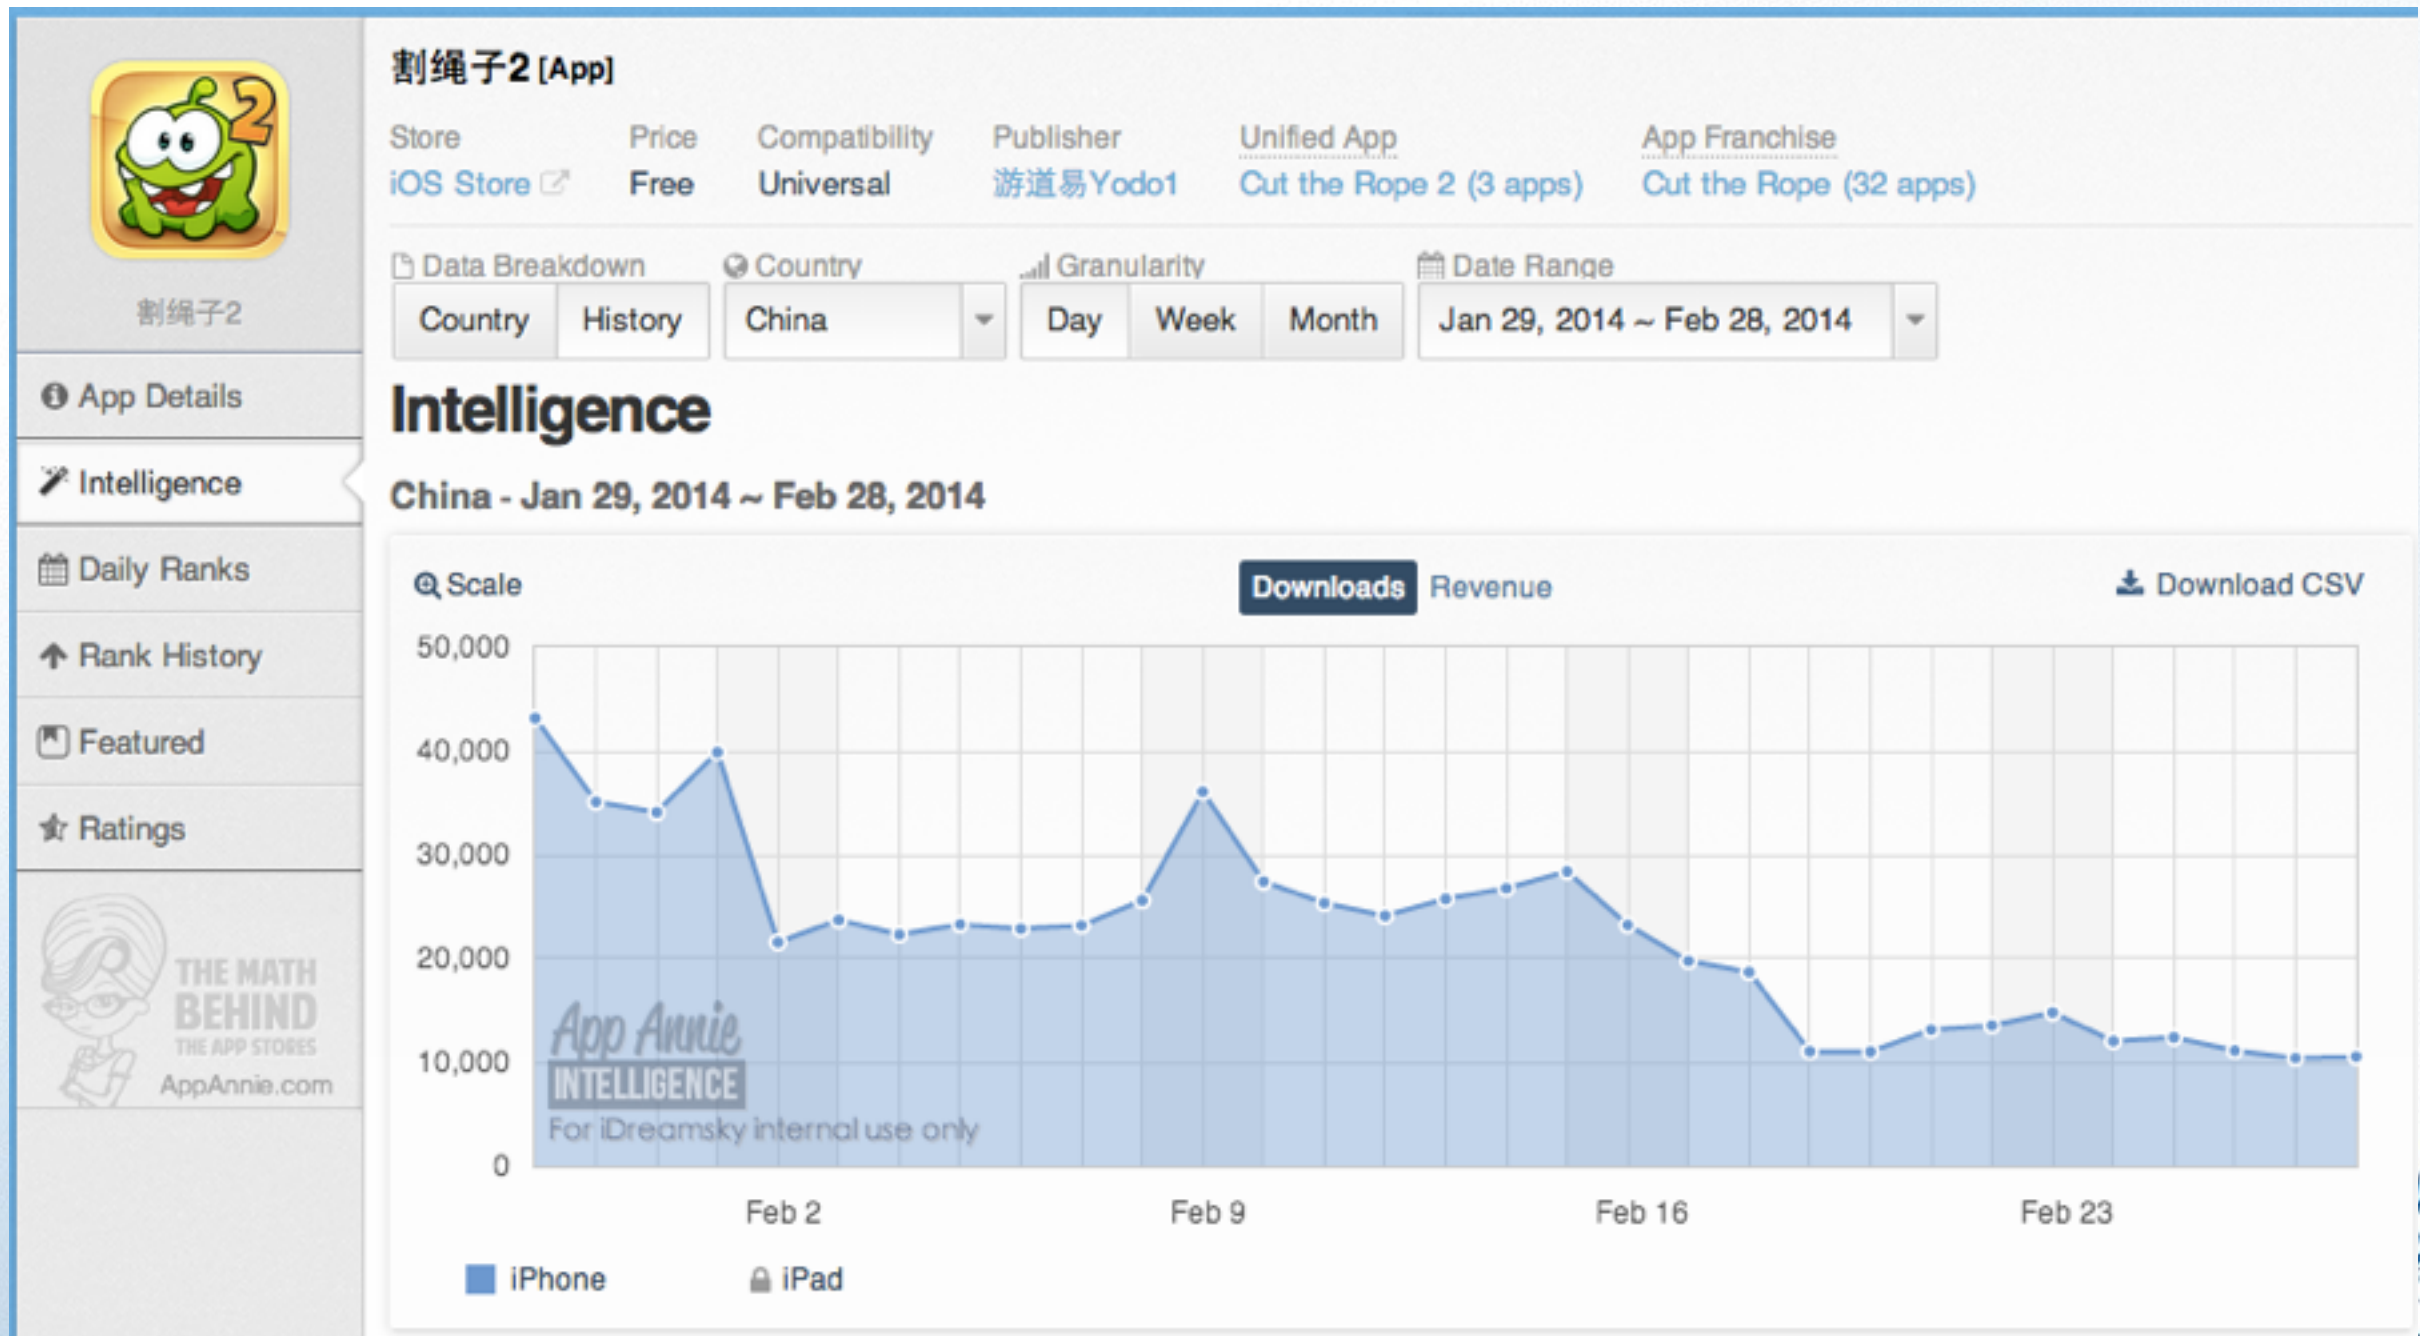 割绳子2 [App]
Store Price Compatibility Publisher Unified App App Franchise
iOS Store Free Universal 游道易Yodo1 Cut the Rope 2 (3 apps) Cut the Rope (32 apps)
Data Breakdown Country Granularity Date Range
Country History China Day Week Month Jan 29, 2014 ~ Feb 28, 2014
2
割绳子2
App Details
Intelligence
Daily Ranks
Rank History
Featured
Ratings
THE MATH
BEHIND
THE APP STORES
AppAnnie.com
Intelligence
China - Jan 29, 2014 ~ Feb 28, 2014
Scale Downloads Revenue Download CSV
50,000
40,000
30,000
20,000
10,000
0
App Annie
INTELLIGENCE
For iDreamsky internal use only
Feb 2 Feb 9 Feb 16 Feb 23
iPhone iPad